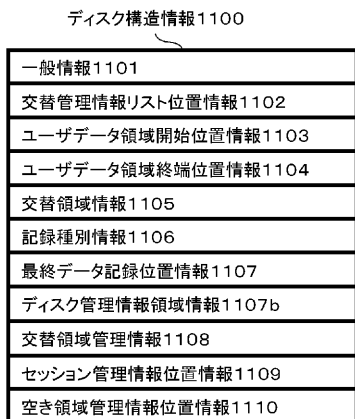 ディスク構造情報1100
一般情報1101
交替管理情報リスト位置情報1102
ユーザデータ領域開始位置情報1103
ユーザデータ領域終端位置情報1104
交替領域情報1105
記録種別情報1106
最終データ記録位置情報1107
ディスク管理情報領域情報1107b
交替領域管理情報1108
セッション管理情報位置情報1109
空き領域管理情報位置情報1110